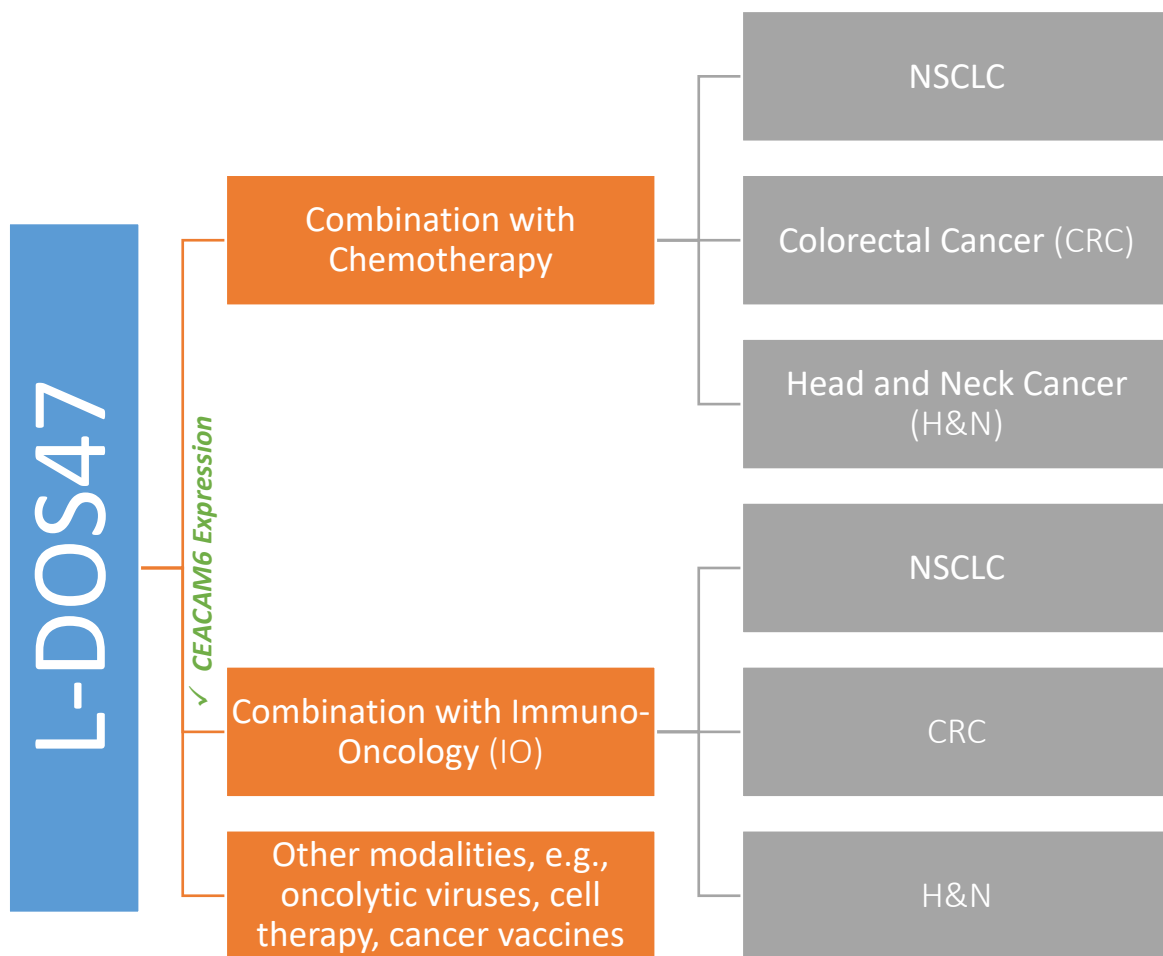 L-DOS47
✓ CEACAM6 Expression
Combination with
Chemotherapy
NSCLC
Colorectal Cancer (CRC)
Head and Neck Cancer
(H&N)
Combination with Immuno-
Oncology (IO)
NSCLC
CRC
H&N
Other modalities, e.g.,
oncolytic viruses, cell
therapy, cancer vaccines